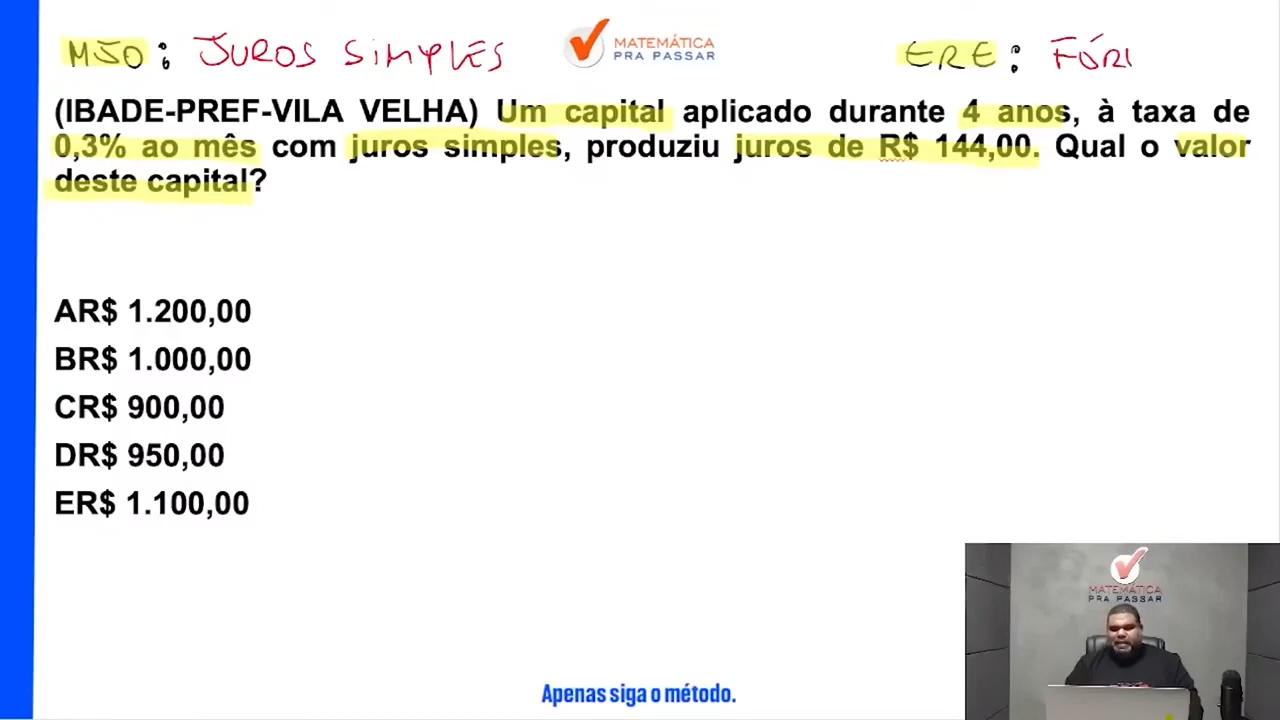 MJO: JUROS SIMPLES
MATEMÁTICA
PRA PASSAR
ERE: FÓRI
(IBADE-PREF-VILA VELHA) Um capital aplicado durante 4 anos, à taxa de
0,3% ao mês com juros simples, produziu juros de R$ 144,00. Qual o valor
deste capital?
AR$ 1.200,00
BR$ 1.000,00
CR$ 900,00
DR$ 950,00
ER$ 1.100,00
MATEMÁTICA
PRA PASSAR
Apenas siga o método.